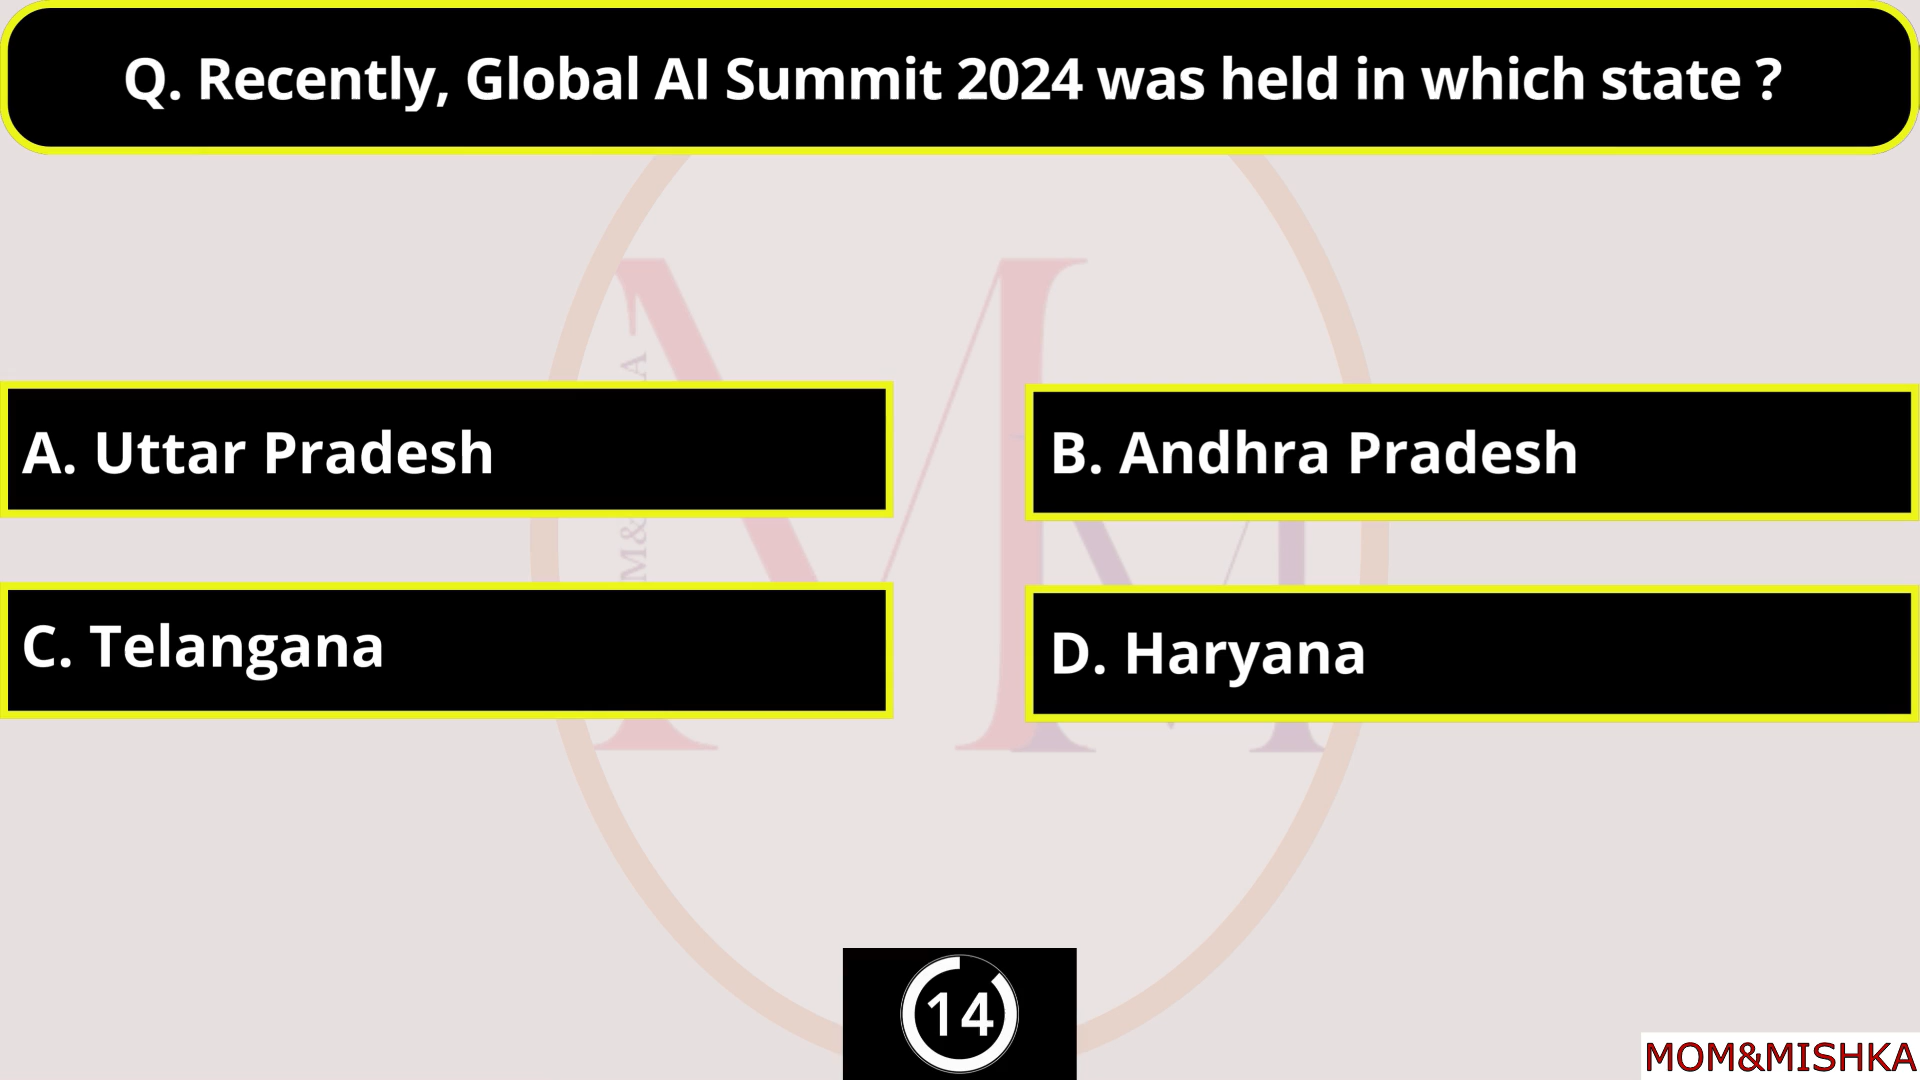 Q. Recently, Global AI Summit 2024 was held in which state ?
A. Uttar Pradesh
B. Andhra Pradesh
C. Telangana
D. Haryana
14
MOM&MISHKA